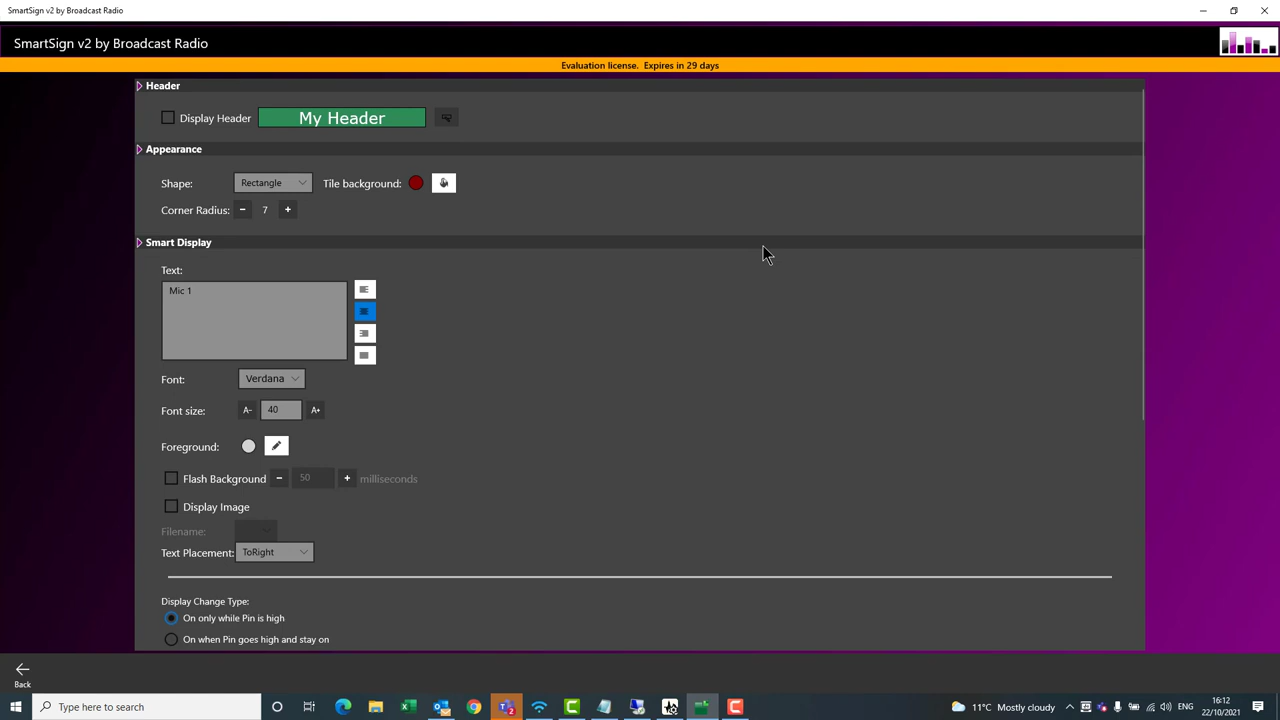 SmartSign v2 by Broadcast Radio
SmartSign v2 by Broadcast Radio
Evaluation license. Expires in 29 days
Header
Display Header
My Header
Appearance
Shape:
Rectangle
Tile background:
Corner Radius:
- 7 +
Smart Display
Text:
Mic 1
Font:
Verdana
Font size:
A- 40 A+
Foreground:
Flash Background
- 50 + milliseconds
Display Image
Filename:
Text Placement:
ToRight
Display Change Type:
On only while Pin is high
On when Pin goes high and stay on
Back
Type here to search
11°C Mostly cloudy
ENG
16:12
22/10/2021